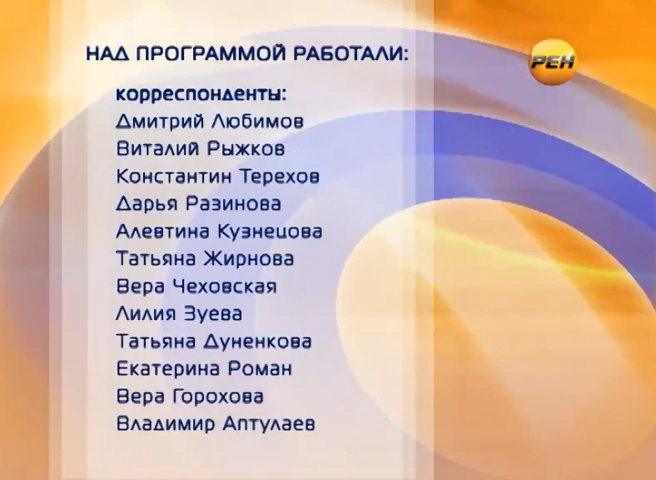 НАД ПРОГРАММОЙ РАБОТАЛИ:
РЕН
корреспонденты:
Дмитрий Любимов
Виталий Рыжков
Константин Терехов
Дарья Разинова
Алевтина Кузнецова
Татьяна Жирнова
Вера Чеховская
Лилия Зуева
Татьяна Дуненкова
Екатерина Роман
Вера Горохова
Владимир Аптулаев